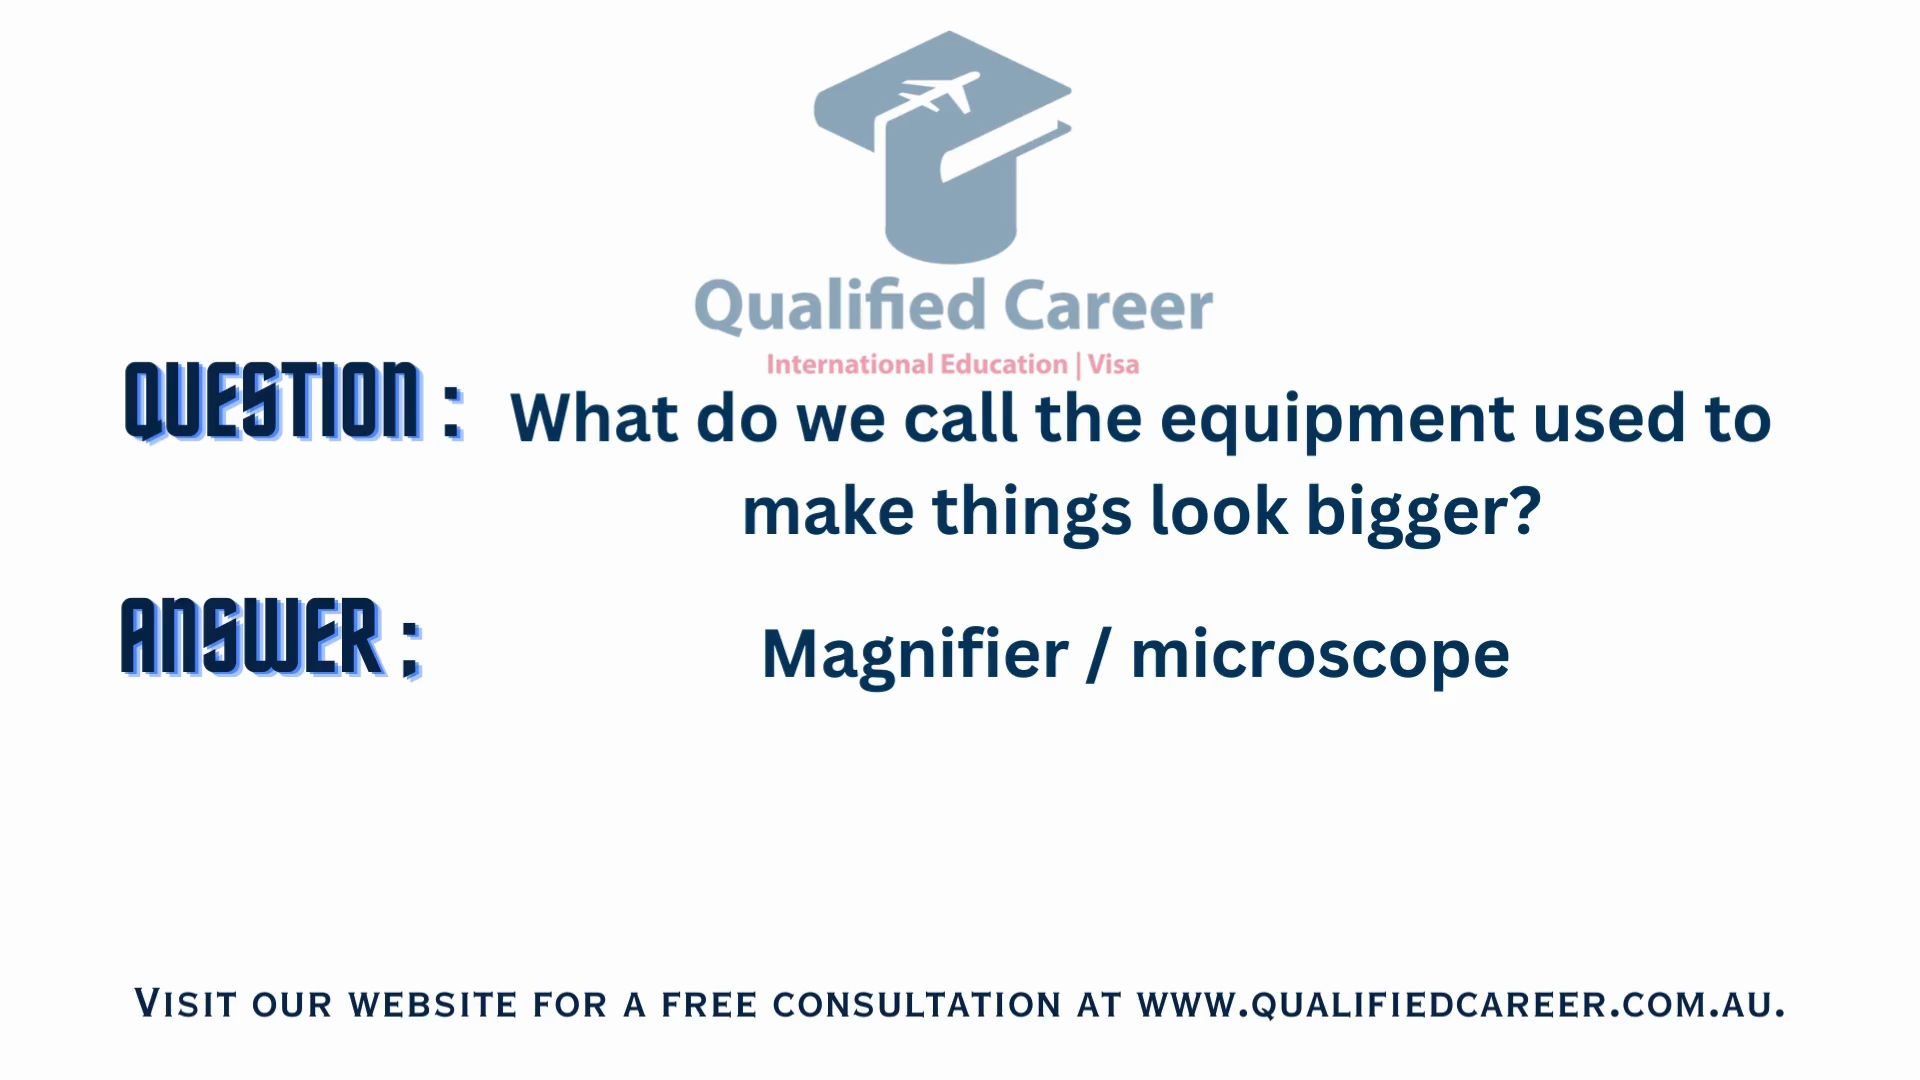 Qualified Career
International Education | Visa
QUESTION : What do we call the equipment used to
make things look bigger?
ANSWER ; Magnifier / microscope
Visit our website for a free consultation at www.qualifiedcareer.com.au.